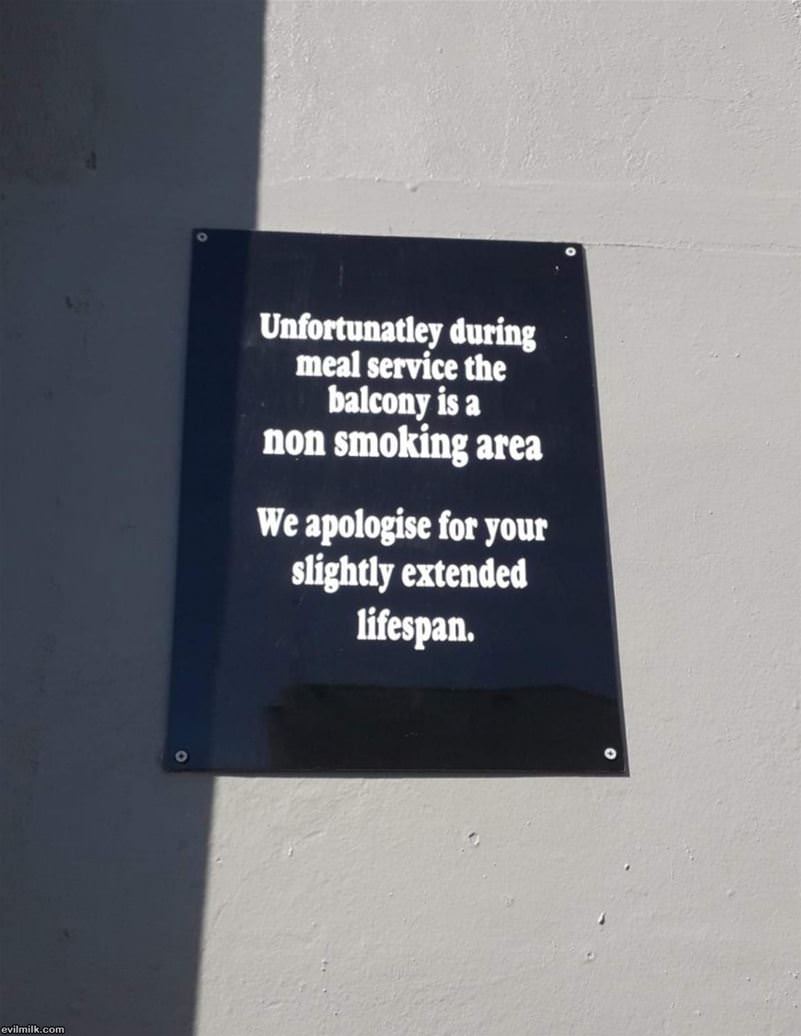 Unfortunatley during
meal service the
balcony is a
non smoking area
We apologise for your
slightly extended
lifespan.
evilmilk.com